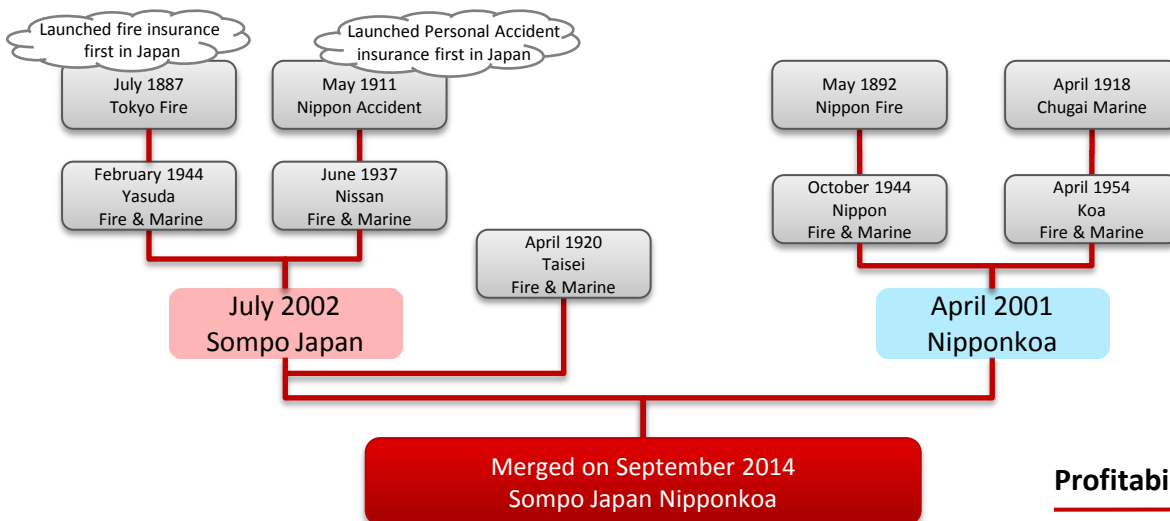 Launched fire insurance
first in Japan
Launched Personal Accident
insurance first in Japan
July 1887
Tokyo Fire
May 1911
Nippon Accident
May 1892
Nippon Fire
April 1918
Chugai Marine
February 1944
Yasuda
Fire & Marine
June 1937
Nissan
Fire & Marine
April 1920
Taisei
Fire & Marine
October 1944
Nippon
Fire & Marine
April 1954
Koa
Fire & Marine
July 2002
Sompo Japan
April 2001
Nipponkoa
Merged on September 2014
Sompo Japan Nipponkoa
Profitabi